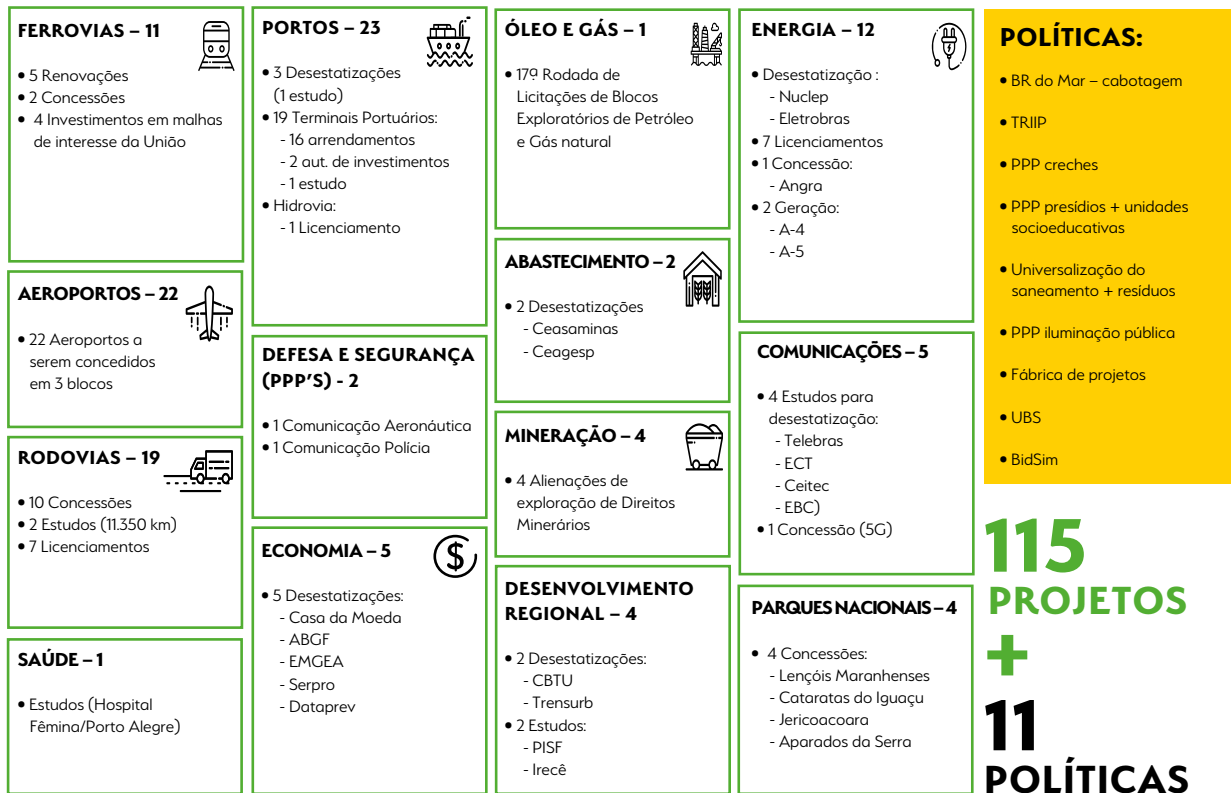 FERROVIAS – 11
• 5 Renovações
• 2 Concessões
• 4 Investimentos em malhas
de interesse da União
AEROPORTOS – 22
• 22 Aeroportos a
serem concedidos
em 3 blocos
RODOVIAS – 19
• 10 Concessões
• 2 Estudos (11.350 km)
• 7 Licenciamentos
SAÚDE – 1
• Estudos (Hospital
Fêmina/Porto Alegre)
PORTOS – 23
• 3 Desestatizações
(1 estudo)
• 19 Terminais Portuários:
- 16 arrendamentos
- 2 aut. de investimentos
- 1 estudo
• Hidrovia:
- 1 Licenciamento
DEFESA E SEGURANÇA
(PPP'S) - 2
• 1 Comunicação Aeronáutica
• 1 Comunicação Polícia
ECONOMIA – 5
$
• 5 Desestatizações:
- Casa da Moeda
- ABGF
- EMGEA
- Serpro
- Dataprev
ÓLEO E GÁS – 1
• 17ª Rodada de
Licitações de Blocos
Exploratórios de Petróleo
e Gás natural
ABASTECIMENTO – 2
• 2 Desestatizações
- Ceasaminas
- Ceagesp
MINERAÇÃO – 4
• 4 Alienações de
exploração de Direitos
Minerários
DESENVOLVIMENTO
REGIONAL – 4
• 2 Desestatizações:
- CBTU
- Trensurb
• 2 Estudos:
- PISF
- Irecê
ENERGIA – 12
• Desestatização :
- Nuclep
- Eletrobras
• 7 Licenciamentos
• 1 Concessão:
- Angra
• 2 Geração:
- A-4
- A-5
COMUNICAÇÕES – 5
• 4 Estudos para
desestatização:
- Telebras
- ECT
- Ceitec
- EBC)
• 1 Concessão (5G)
PARQUES NACIONAIS – 4
• 4 Concessões:
- Lençóis Maranhenses
- Cataratas do Iguaçu
- Jericoacoara
- Aparados da Serra
POLÍTICAS:
• BR do Mar – cabotagem
• TRIIP
• PPP creches
• PPP presídios + unidades
socioeducativas
• Universalização do
saneamento + resíduos
• PPP iluminação pública
• Fábrica de projetos
• UBS
• BidSim
115
PROJETOS
+
11
POLÍTICAS